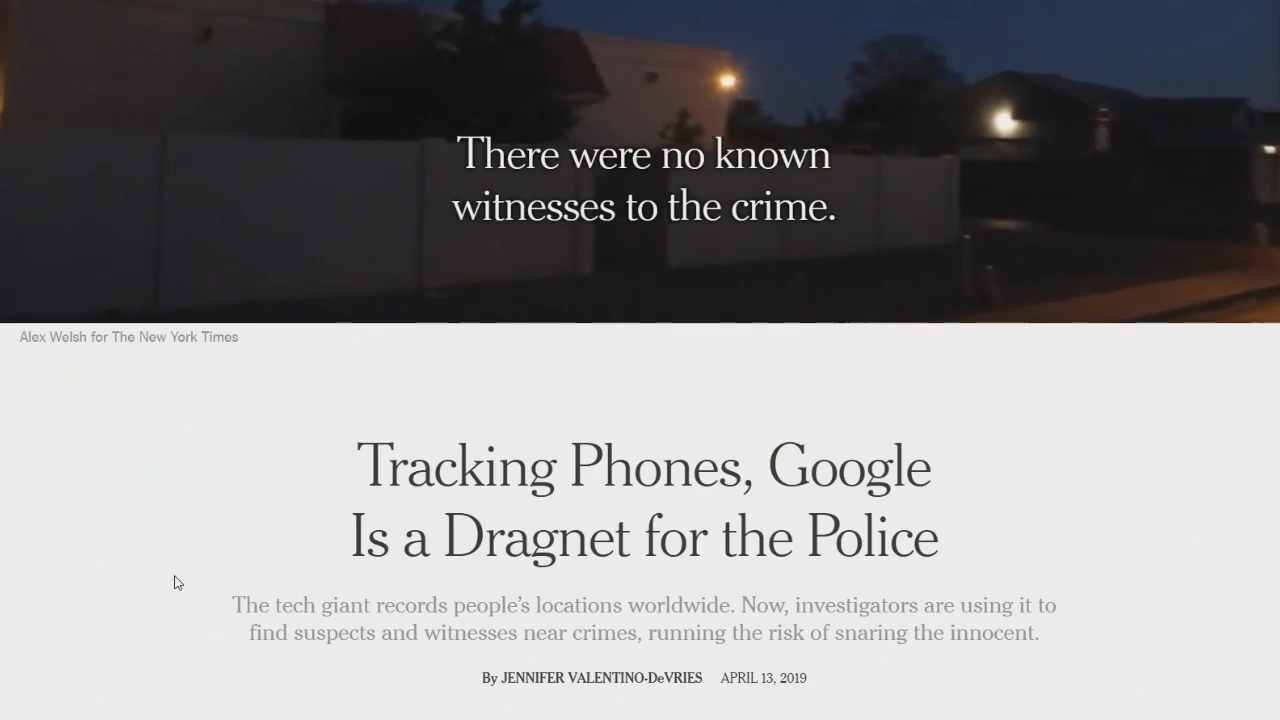 There were no known
witnesses to the crime.
Alex Welsh for The New York Times
Tracking Phones, Google
Is a Dragnet for the Police
The tech giant records people’s locations worldwide. Now, investigators are using it to
find suspects and witnesses near crimes, running the risk of snaring the innocent.
By JENNIFER VALENTINO-DeVRIES APRIL 13, 2019